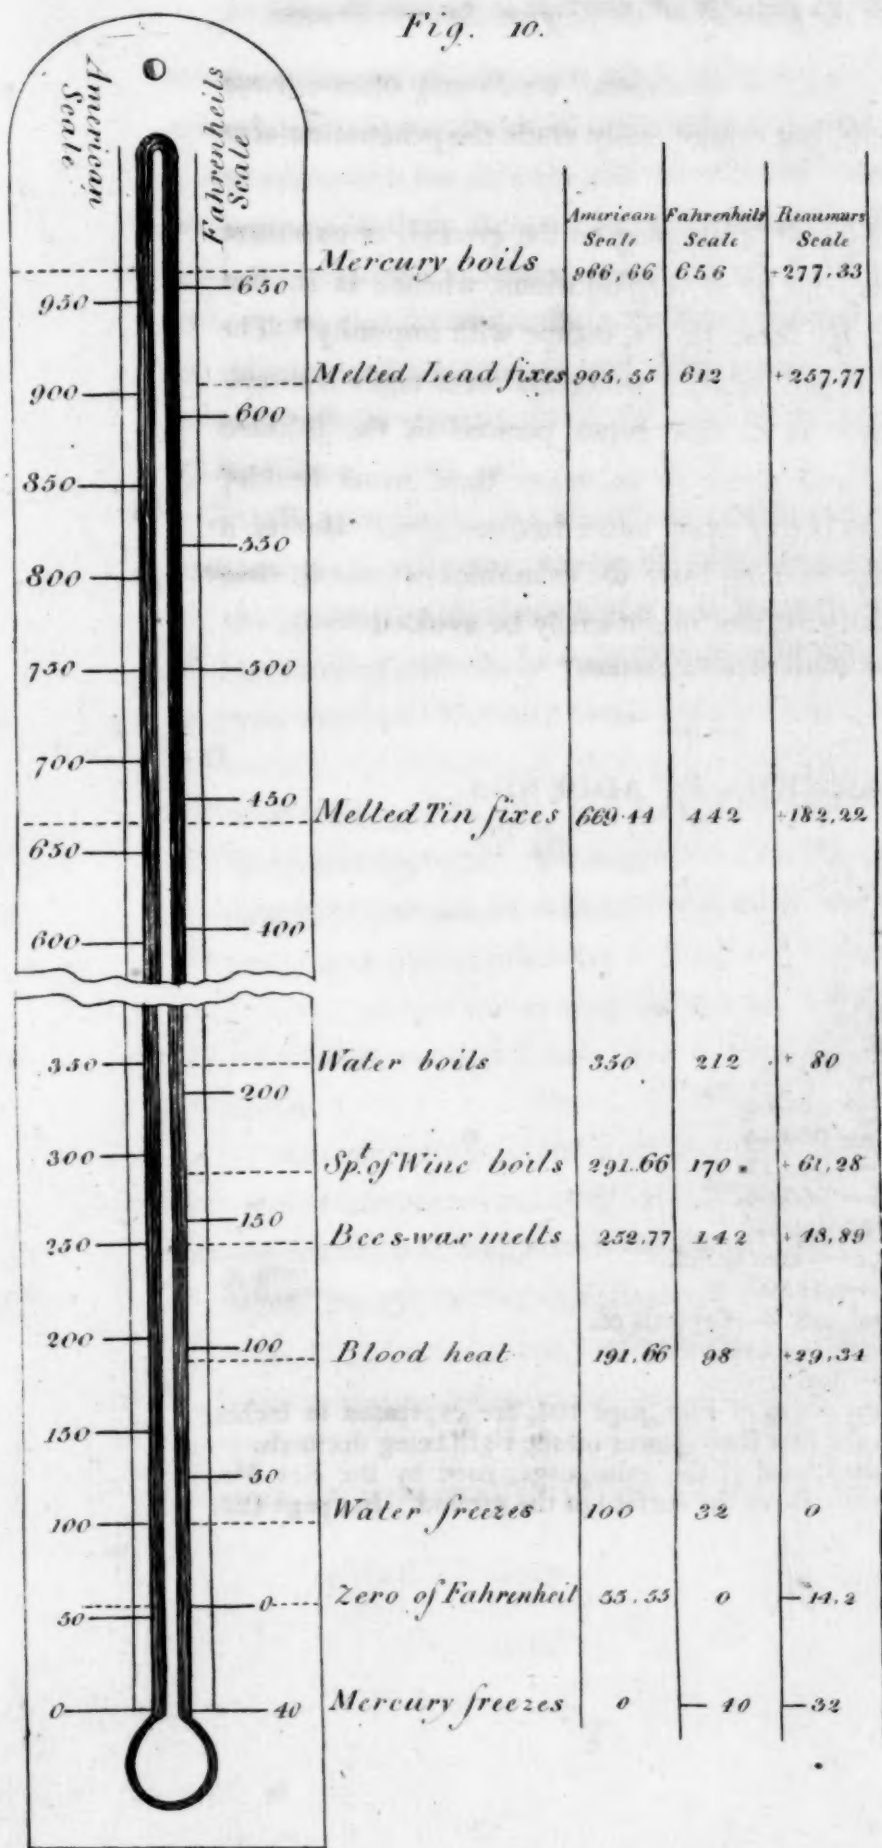 Fig. 10.
American Scale
Fahrenheits Scale
American Scale Fahrenheits Scale Reaumurs Scale
Mercury boils 966,66 656 +277.33
950 650
Melted Lead fixes 905,55 612 +257,77
900 600
850
550
800
750 500
700
450
Melted Tin fixes 669.44 442 +182,22
650
400
600
350 Water boils 350 212 + 80
200
300 Spt. of Wine boils 291.66 170 + 61,28
150
250 Bees-wax melts 252,77 142 + 48,89
200 100 Blood heat 191,66 98 +29,34
150
50
100 Water freezes 100 32 0
0 Zero of Fahrenheit 55,55 0 — 14,2
50
0 40 Mercury freezes 0 — 40 — 32